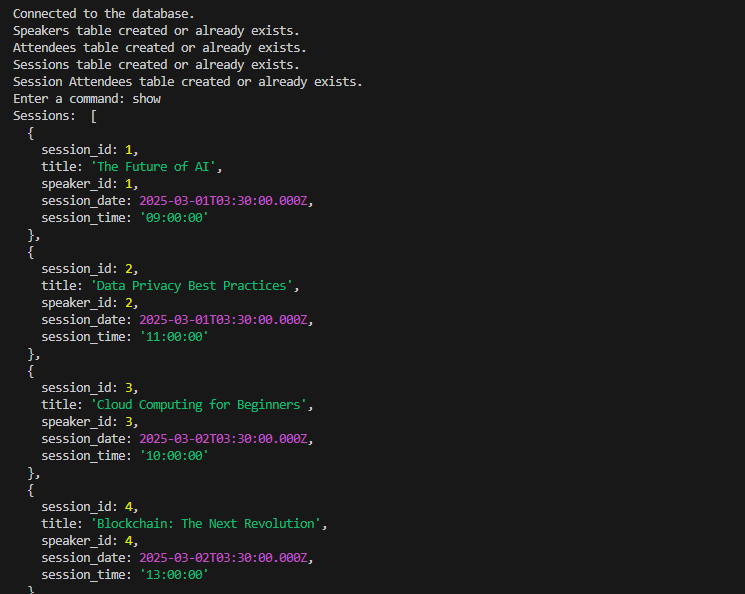 Connected to the database.
Speakers table created or already exists.
Attendees table created or already exists.
Sessions table created or already exists.
Session Attendees table created or already exists.
Enter a command: show
Sessions:  [
  {
    session_id: 1,
    title: 'The Future of AI',
    speaker_id: 1,
    session_date: 2025-03-01T03:30:00.000Z,
    session_time: '09:00:00'
  },
  {
    session_id: 2,
    title: 'Data Privacy Best Practices',
    speaker_id: 2,
    session_date: 2025-03-01T03:30:00.000Z,
    session_time: '11:00:00'
  },
  {
    session_id: 3,
    title: 'Cloud Computing for Beginners',
    speaker_id: 3,
    session_date: 2025-03-02T03:30:00.000Z,
    session_time: '10:00:00'
  },
  {
    session_id: 4,
    title: 'Blockchain: The Next Revolution',
    speaker_id: 4,
    session_date: 2025-03-02T03:30:00.000Z,
    session_time: '13:00:00'
  }